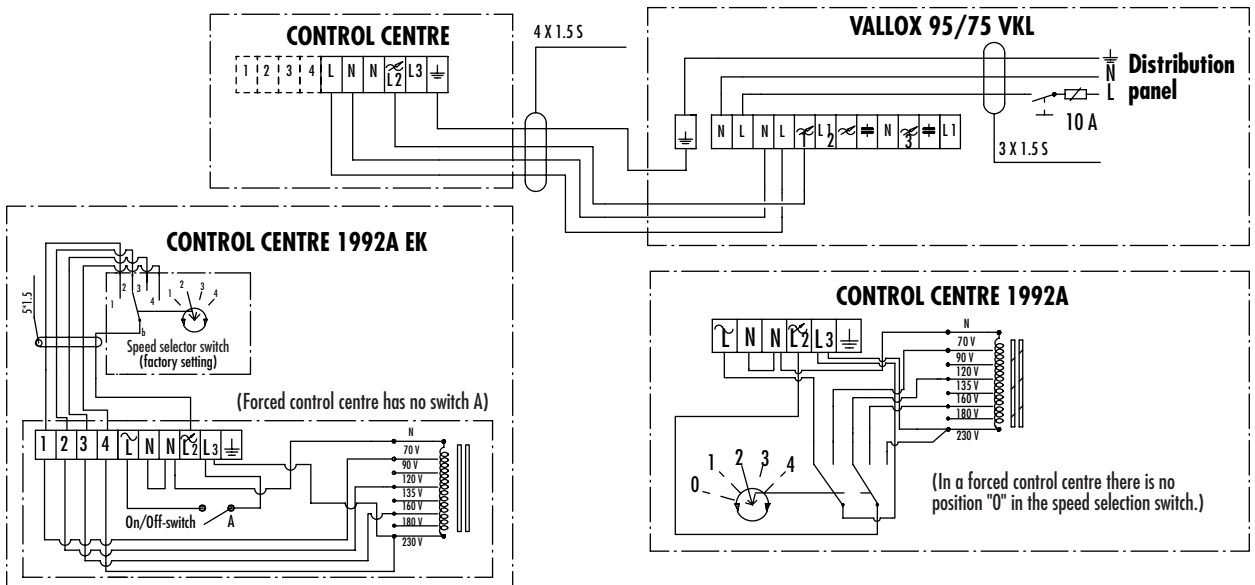 CONTROL CENTRE
1 2 3 4 L N N L2 L3
4 X 1.5 S
VALLOX 95/75 VKL
Distribution
panel
N
L
10 A
3 X 1.5 S
N L N L 1 L1 2 N 3 L1
CONTROL CENTRE 1992A EK
5*1.5
1 2 3 4
1 2 3 4
b
Speed selector switch
(factory setting)
(Forced control centre has no switch A)
1 2 3 4 L N N L2 L3
On/Off-switch A
N
70 V
90 V
120 V
135 V
160 V
180 V
230 V
CONTROL CENTRE 1992A
L N N L2 L3
N
70 V
90 V
120 V
135 V
160 V
180 V
230 V
0 1 2 3 4
(In a forced control centre there is no
position "0" in the speed selection switch.)